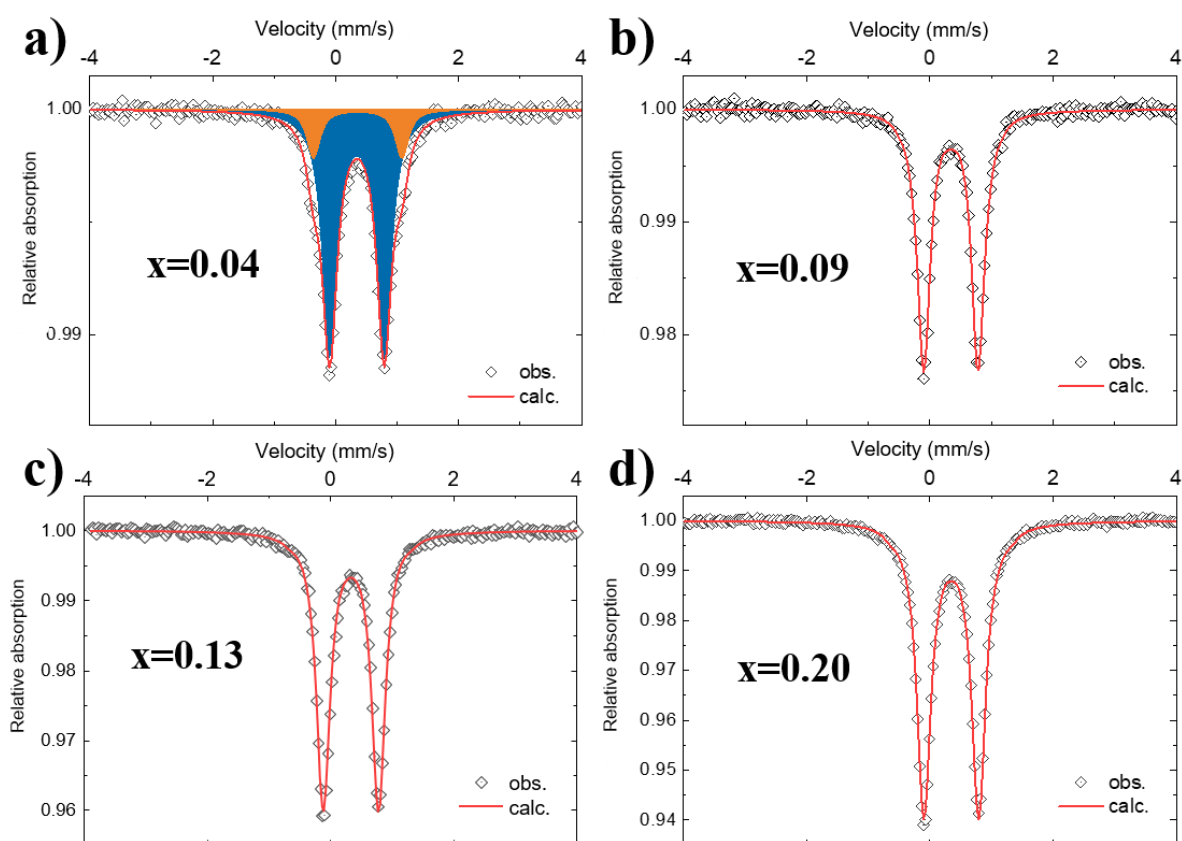 a)
Velocity (mm/s)
-4 -2 0 2 4
1.00
0.99
Relative absorption
x=0.04
obs.
calc.
b)
Velocity (mm/s)
-4 -2 0 2 4
1.00
0.99
0.98
Relative absorption
x=0.09
obs.
calc.
c)
Velocity (mm/s)
-4 -2 0 2 4
1.00
0.99
0.98
0.97
0.96
Relative absorption
x=0.13
obs.
calc.
d)
Velocity (mm/s)
-4 -2 0 2 4
1.00
0.99
0.98
0.97
0.96
0.95
0.94
Relative absorption
x=0.20
obs.
calc.